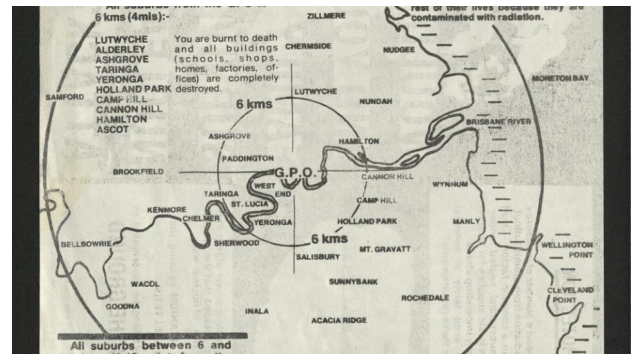 6 kms (4mls):-
LUTWYCHE
ALDERLEY
ASHGROVE
TARINGA
YERONGA
HOLLAND PARK
CAMP HILL
CANNON HILL
HAMILTON
ASCOT
You are burnt to death
and all buildings
(schools, shops,
homes, factories, of-
fices) are completely
destroyed.
rest of their lives because they are
contaminated with radiation.
ZILLMERE
CHERMSIDE
NUDGEE
MORETON BAY
SAMFORD
LUTWYCHE
6 kms
NUNDAH
BRISBANE RIVER
ASHGROVE
HAMILTON
PADDINGTON
BROOKFIELD
G.P.O.
CANNON HILL
WEST
END
WYNNUM
TARINGA
ST. LUCIA
CAMP HILL
KENMORE
CHELMER
YERONGA
HOLLAND PARK
MANLY
BELLBOWRIE
SHERWOOD
6 kms
MT. GRAVATT
WELLINGTON
POINT
SALISBURY
WACOL
SUNNYBANK
CLEVELAND
POINT
GOODNA
ROCHEDALE
INALA
ACACIA RIDGE
All suburbs between 6 and